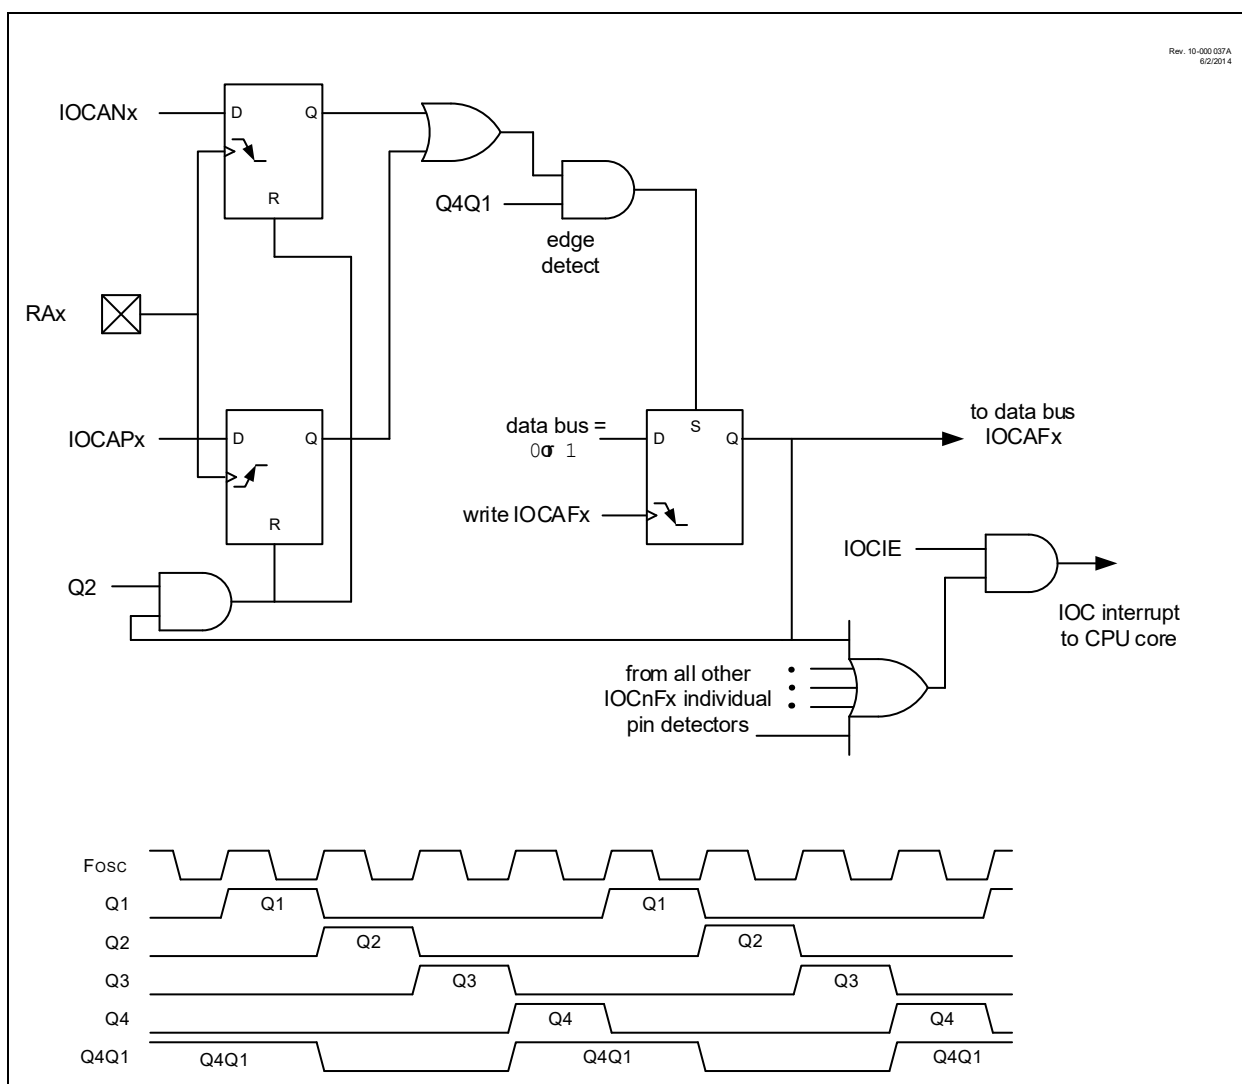 Rev. 10-000 037A
6/2/2014
IOCANx
D
Q
R
Q4Q1
edge
detect
RAx
IOCAPx
D
Q
R
data bus =
0 or 1
D
S
Q
to data bus
IOCAFx
write IOCAFx
IOCIE
Q2
IOC interrupt
to CPU core
from all other
IOCnFx individual
pin detectors
FOSC
Q1
Q1
Q1
Q2
Q2
Q2
Q3
Q3
Q3
Q4
Q4
Q4
Q4Q1
Q4Q1
Q4Q1
Q4Q1